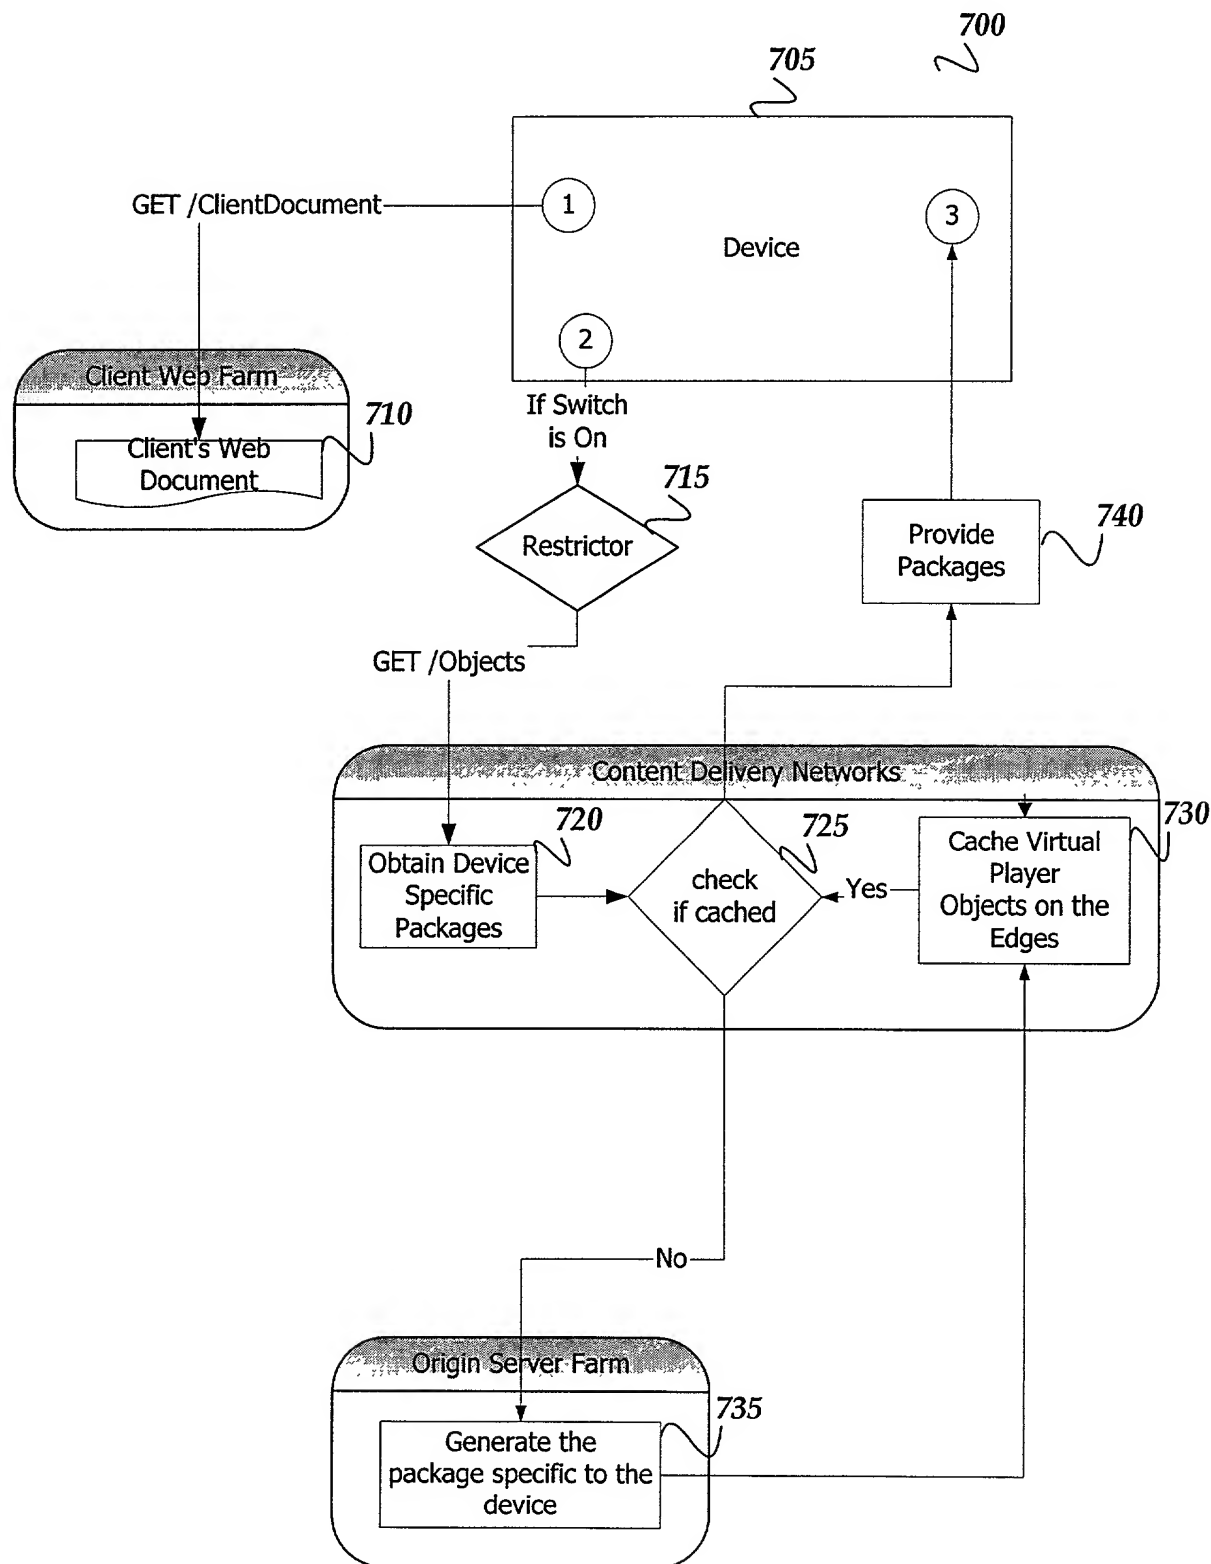 700
705
GET /ClientDocument
1
3
Device
2
Client Web Farm
If Switch
is On
710
Client's Web
Document
715
Restrictor
740
Provide
Packages
GET /Objects
Content Delivery Networks
720
725
730
Obtain Device
Specific
Packages
check
if cached
Yes
Cache Virtual
Player
Objects on the
Edges
No
Origin Server Farm
735
Generate the
package specific to the
device